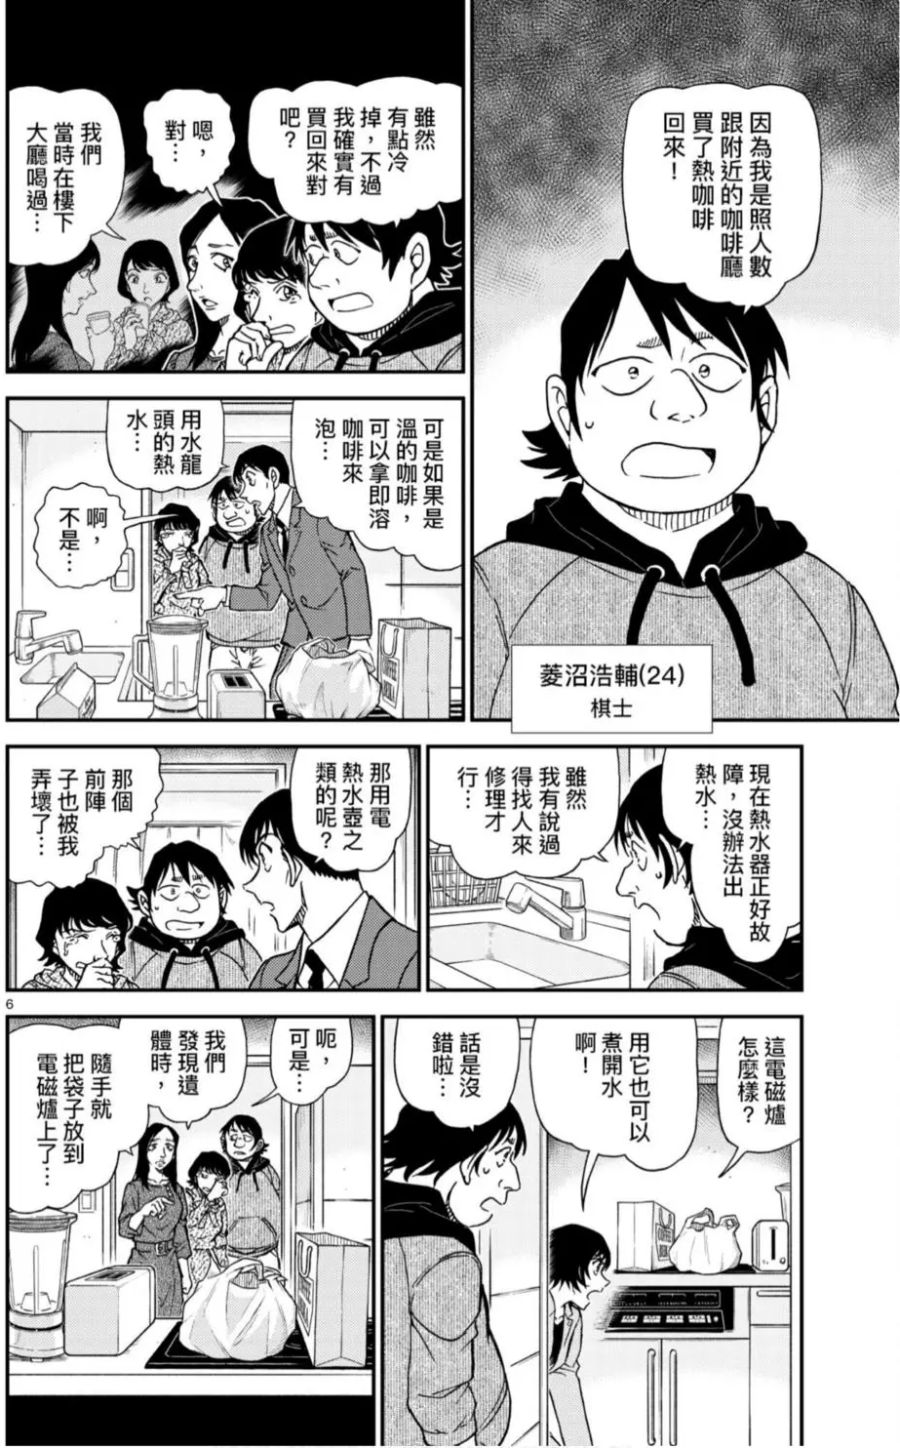 因為我是照人數
跟附近的咖啡廳
買了熱咖啡
回來！
菱沼浩輔(24)
棋士
雖然
有點冷
掉，不過
我確實有
買回來對
吧？
嗯，
對…
我們
當時在樓下
大廳喝過…
可是如果是
溫的咖啡，
可以拿即溶
咖啡來
泡…
用水龍
頭的熱
水…
啊，
不是…
現在熱水器正好故
障，沒辦法出
熱水…
雖然
我有說過
得找人來
修理才
行…
那用電
熱水壺之
類的呢？
那個
前陣
子也被我
弄壞了…
6
這電磁爐
怎麼樣？
用它也可以
煮開水
啊！
話是沒
錯啦…
呃，
可是…
我們
發現遺
體時，
隨手就
把袋子放到
電磁爐上了…